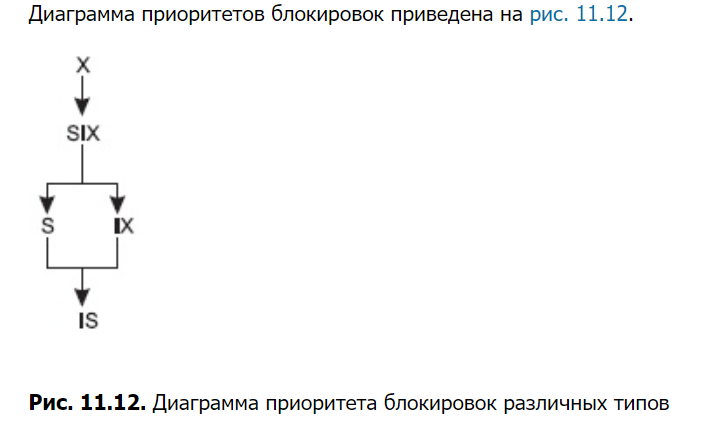 Диаграмма приоритетов блокировок приведена на рис. 11.12.
X
SIX
S IX
IS
Рис. 11.12. Диаграмма приоритета блокировок различных типов